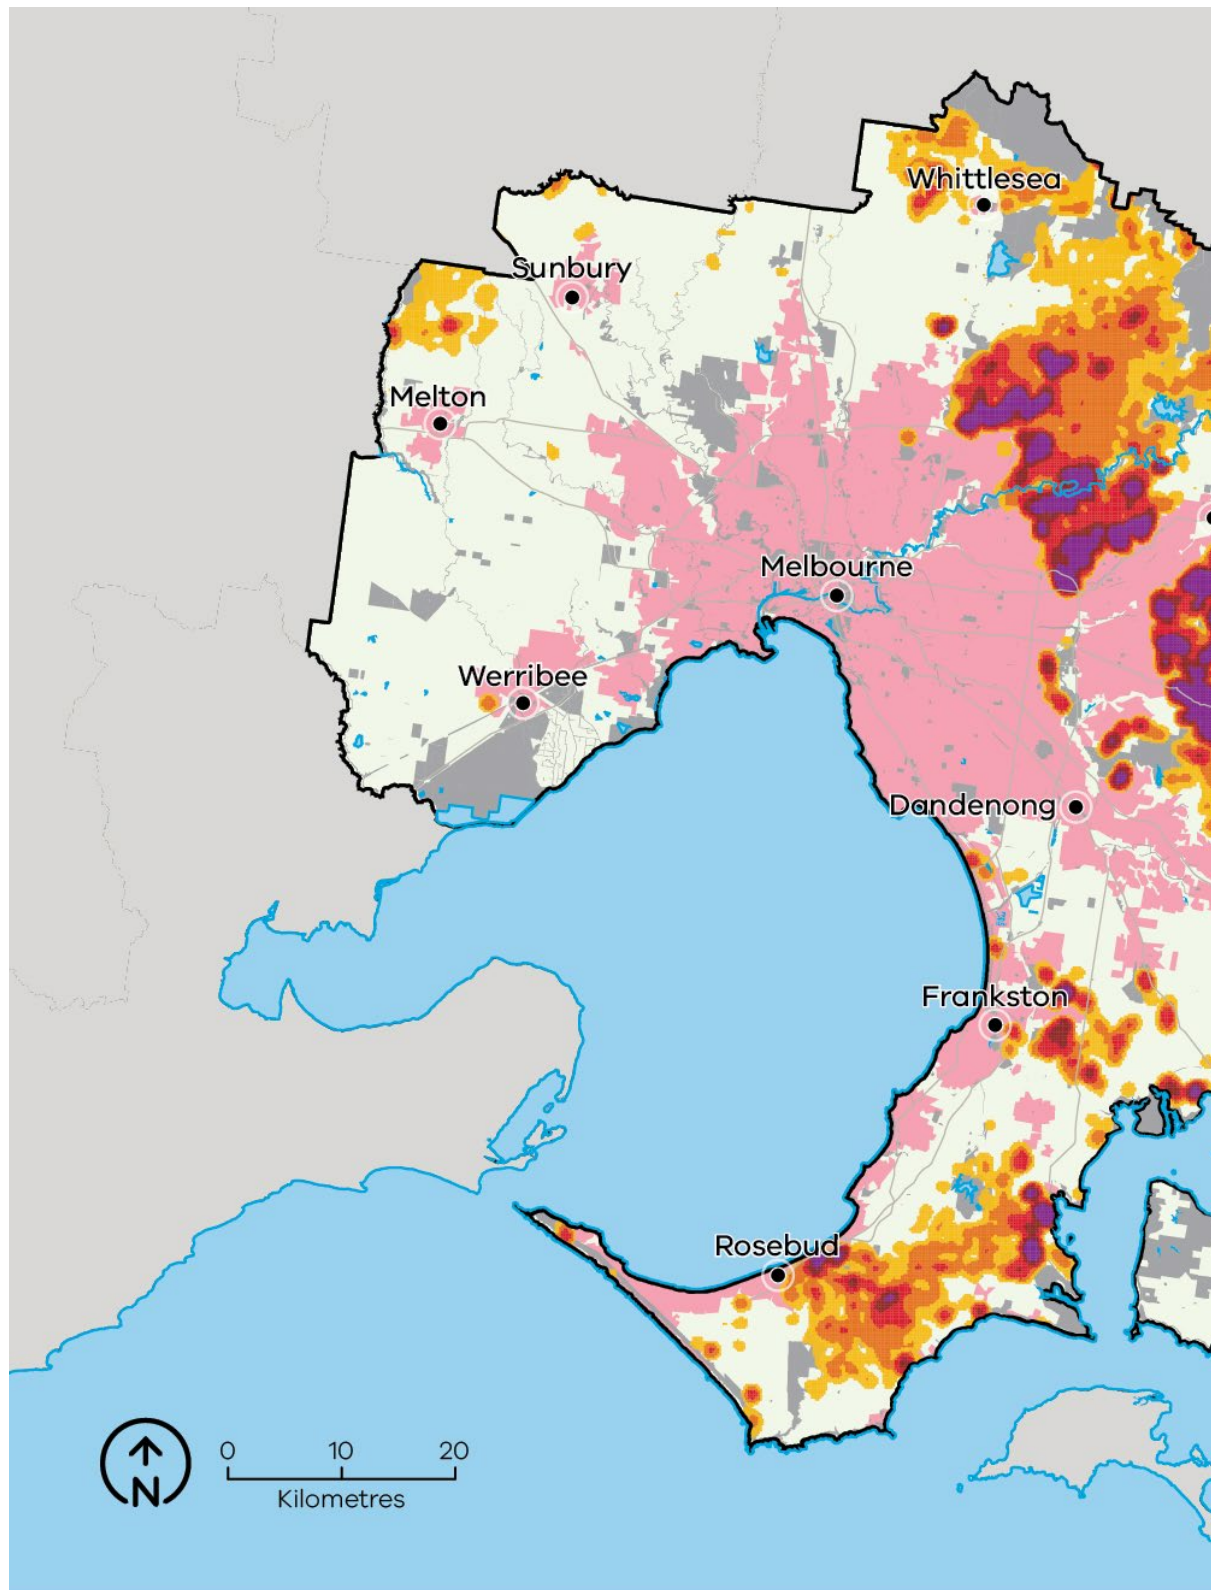 Whittlesea
Sunbury
Melton
Melbourne
Werribee
Dandenong
Frankston
Rosebud
N
0 10 20
Kilometres